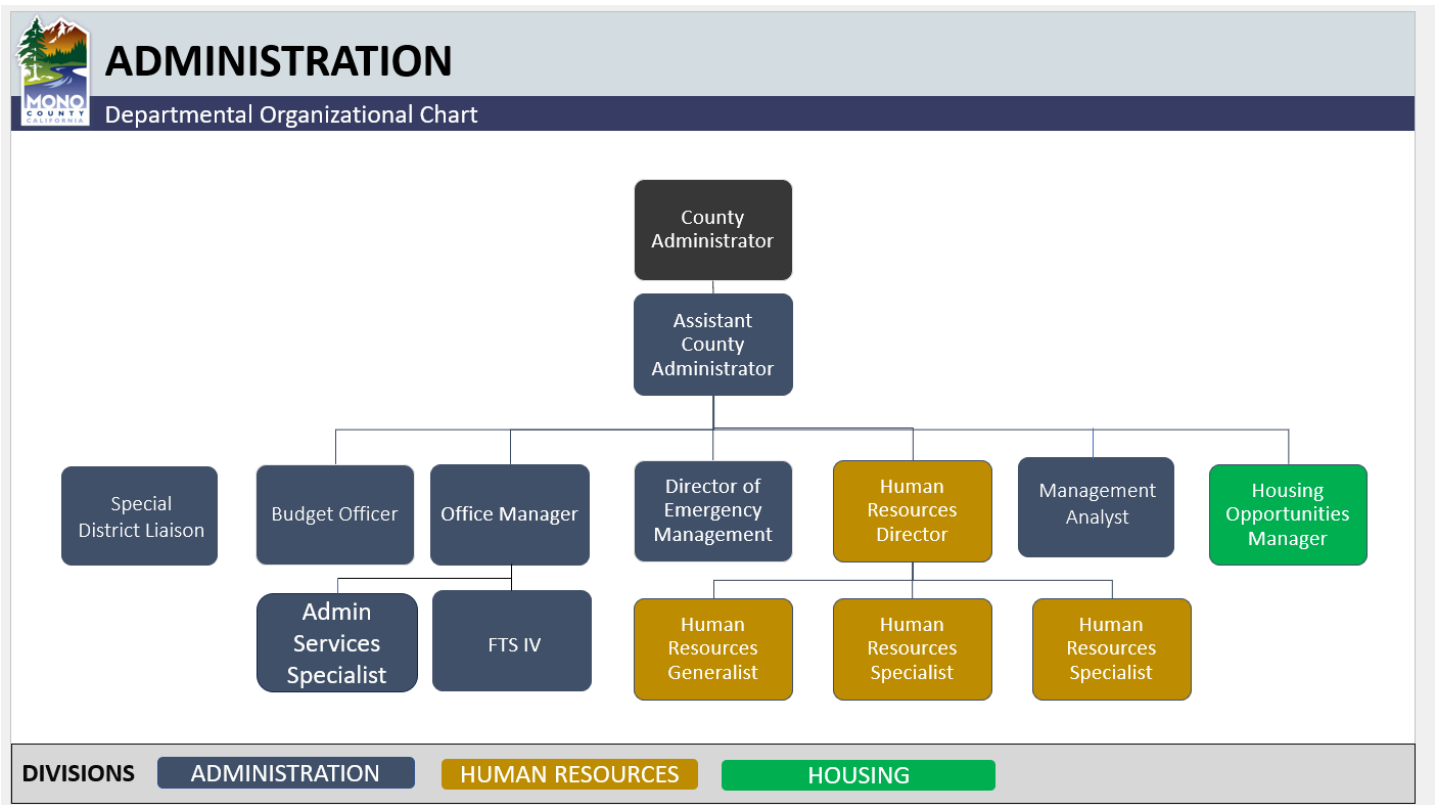 ADMINISTRATION
MONO
COUNTY
CALIFORNIA
Departmental Organizational Chart
County
Administrator
Assistant
County
Administrator
Special
District Liaison
Budget Officer
Office Manager
Director of
Emergency
Management
Human
Resources
Director
Management
Analyst
Housing
Opportunities
Manager
Admin
Services
Specialist
FTS IV
Human
Resources
Generalist
Human
Resources
Specialist
Human
Resources
Specialist
DIVISIONS
ADMINISTRATION
HUMAN RESOURCES
HOUSING